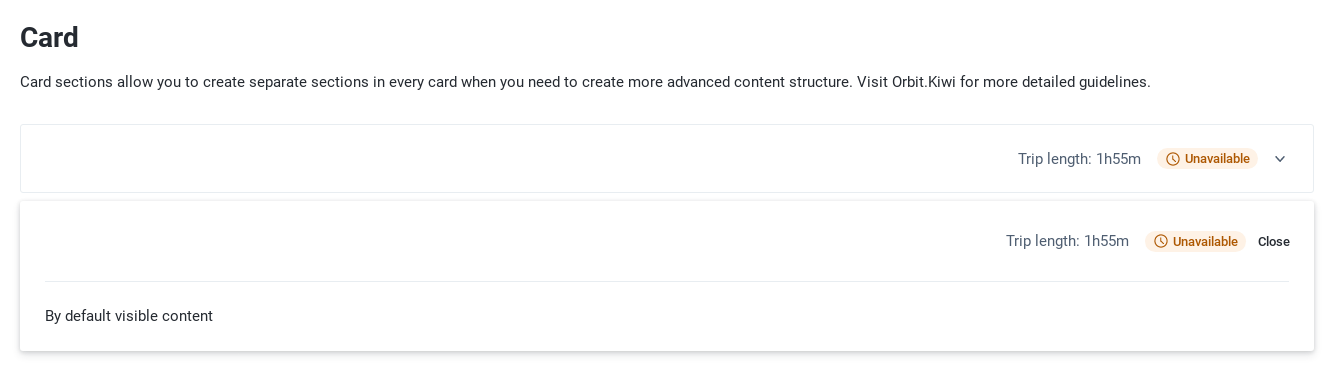 Card
Card sections allow you to create separate sections in every card when you need to create more advanced content structure. Visit Orbit.Kiwi for more detailed guidelines.
Trip length: 1h55m Unavailable
Trip length: 1h55m Unavailable Close
By default visible content